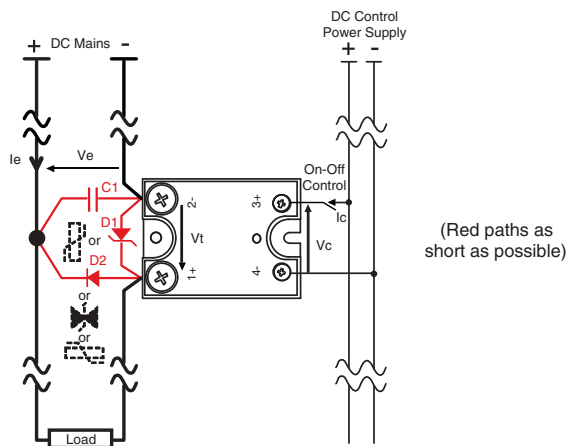 DC Control
Power Supply
+ DC Mains -
+ -
Ie
Ve
C1
On-Off
Control
2-
3+
Ic
D1
or
Vt
Vc
(Red paths as
short as possible)
D2
1+
4-
or
or
Load